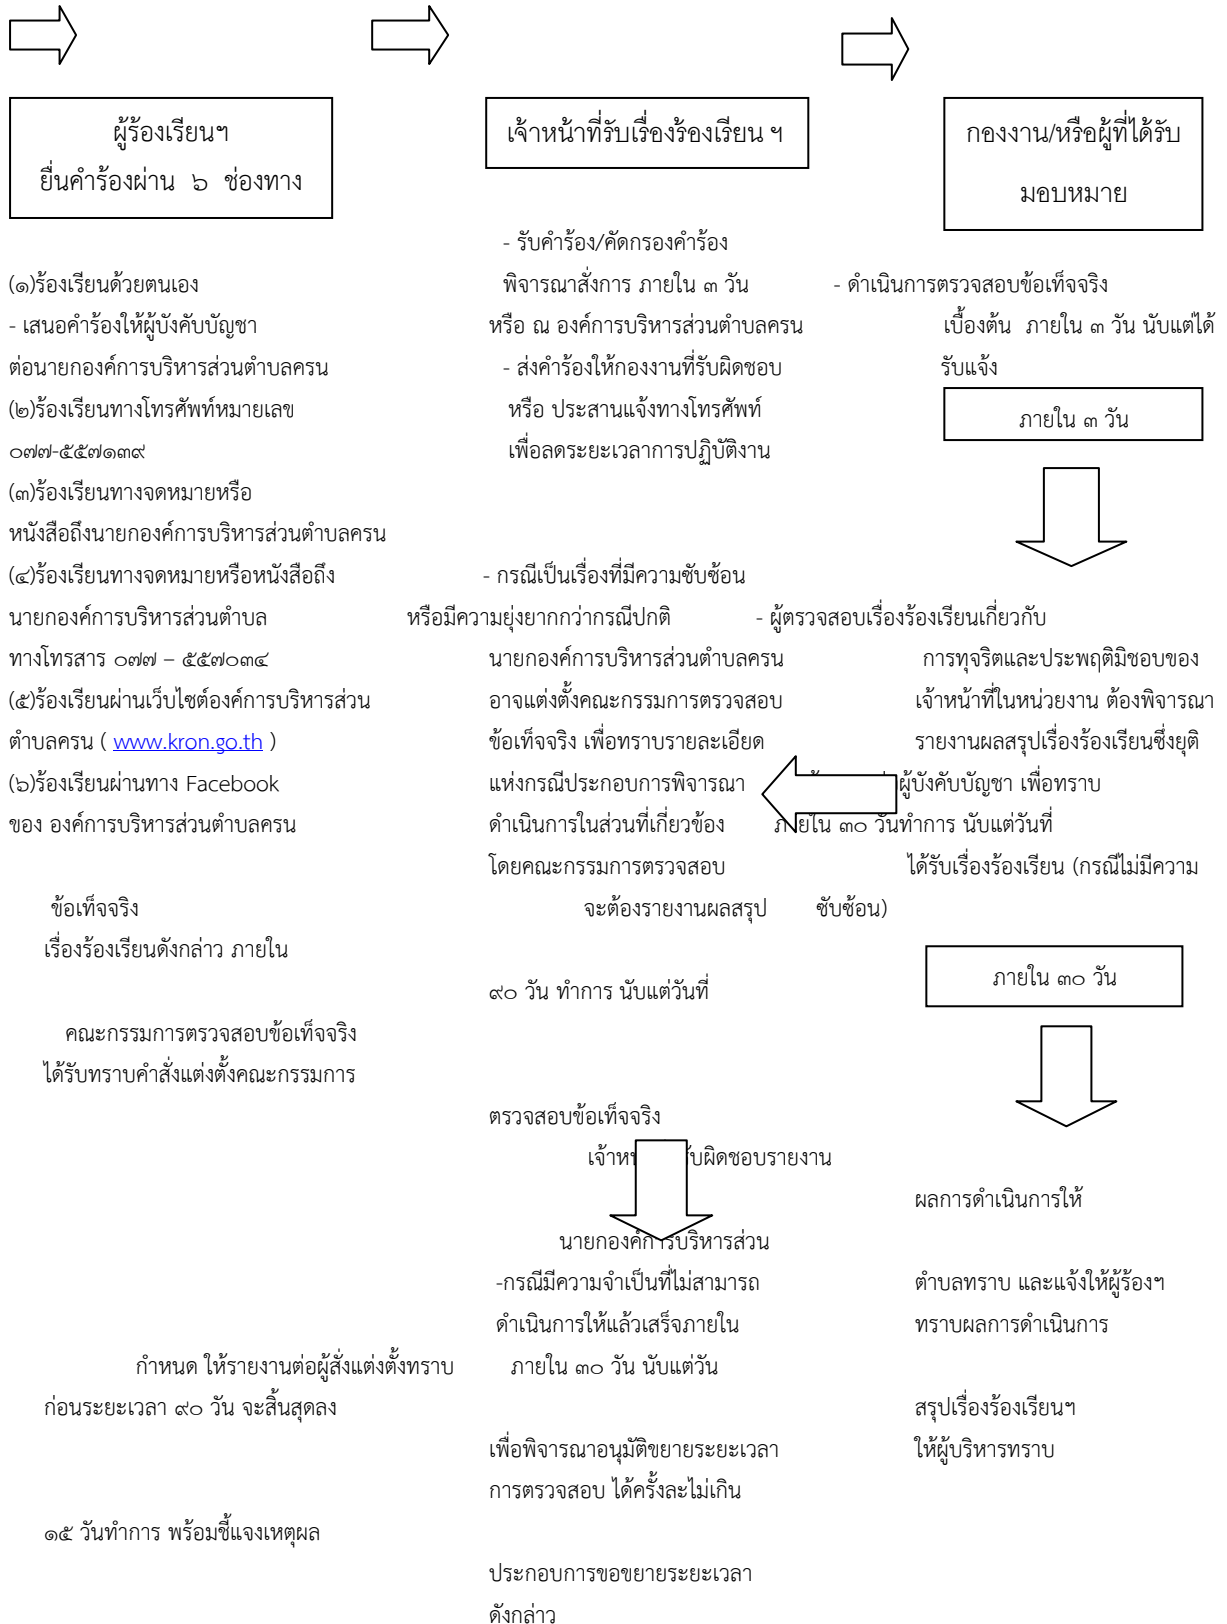 ผู้ร้องเรียนฯ
ยื่นคำร้องผ่าน ๖ ช่องทาง
เจ้าหน้าที่รับเรื่องร้องเรียน ฯ
กองงาน/หรือผู้ที่ได้รับ
มอบหมาย
- รับคำร้อง/คัดกรองคำร้อง
(๑)ร้องเรียนด้วยตนเอง พิจารณาสั่งการ ภายใน ๓ วัน - ดำเนินการตรวจสอบข้อเท็จจริง
- เสนอคำร้องให้ผู้บังคับบัญชา หรือ ณ องค์การบริหารส่วนตำบลครน เบื้องต้น ภายใน ๓ วัน นับแต่ได้
ต่อนายกองค์การบริหารส่วนตำบลครน - ส่งคำร้องให้กองงานที่รับผิดชอบ รับแจ้ง
(๒)ร้องเรียนทางโทรศัพท์หมายเลข หรือ ประสานแจ้งทางโทรศัพท์ ภายใน ๓ วัน
๐๗๗-๕๕๗๑๓๙ เพื่อลดระยะเวลาการปฏิบัติงาน
(๓)ร้องเรียนทางจดหมายหรือ
หนังสือถึงนายกองค์การบริหารส่วนตำบลครน
(๔)ร้องเรียนทางจดหมายหรือหนังสือถึง - กรณีเป็นเรื่องที่มีความซับซ้อน
นายกองค์การบริหารส่วนตำบล หรือมีความยุ่งยากกว่ากรณีปกติ - ผู้ตรวจสอบเรื่องร้องเรียนเกี่ยวกับ
ทางโทรสาร ๐๗๗ – ๕๕๗๐๓๔ นายกองค์การบริหารส่วนตำบลครน การทุจริตและประพฤติมิชอบของ
(๕)ร้องเรียนผ่านเว็บไซต์องค์การบริหารส่วน อาจแต่งตั้งคณะกรรมการตรวจสอบ เจ้าหน้าที่ในหน่วยงาน ต้องพิจารณา
ตำบลครน ( www.kron.go.th ) ข้อเท็จจริง เพื่อทราบรายละเอียด รายงานผลสรุปเรื่องร้องเรียนซึ่งยุติ
(๖)ร้องเรียนผ่านทาง Facebook แห่งกรณีประกอบการพิจารณา ผู้บังคับบัญชา เพื่อทราบ
ของ องค์การบริหารส่วนตำบลครน ดำเนินการในส่วนที่เกี่ยวข้อง ภายใน ๓๐ วันทำการ นับแต่วันที่
โดยคณะกรรมการตรวจสอบ ได้รับเรื่องร้องเรียน (กรณีไม่มีความ
ข้อเท็จจริง จะต้องรายงานผลสรุป ซับซ้อน)
เรื่องร้องเรียนดังกล่าว ภายใน
ภายใน ๓๐ วัน
๙๐ วัน ทำการ นับแต่วันที่
คณะกรรมการตรวจสอบข้อเท็จจริง
ได้รับทราบคำสั่งแต่งตั้งคณะกรรมการ
ตรวจสอบข้อเท็จจริง
รับผิดชอบรายงาน
ผลการดำเนินการให้
นายกองค์การบริหารส่วน
-กรณีมีความจำเป็นที่ไม่สามารถ ตำบลทราบ และแจ้งให้ผู้ร้องฯ
ดำเนินการให้แล้วเสร็จภายใน ทราบผลการดำเนินการ
กำหนด ให้รายงานต่อผู้สั่งแต่งตั้งทราบ ภายใน ๓๐ วัน นับแต่วัน
ก่อนระยะเวลา ๙๐ วัน จะสิ้นสุดลง สรุปเรื่องร้องเรียนฯ
เพื่อพิจารณาอนุมัติขยายระยะเวลา ให้ผู้บริหารทราบ
การตรวจสอบ ได้ครั้งละไม่เกิน
๑๕ วันทำการ พร้อมชี้แจงเหตุผล
ประกอบการขอขยายระยะเวลา
ดังกล่าว